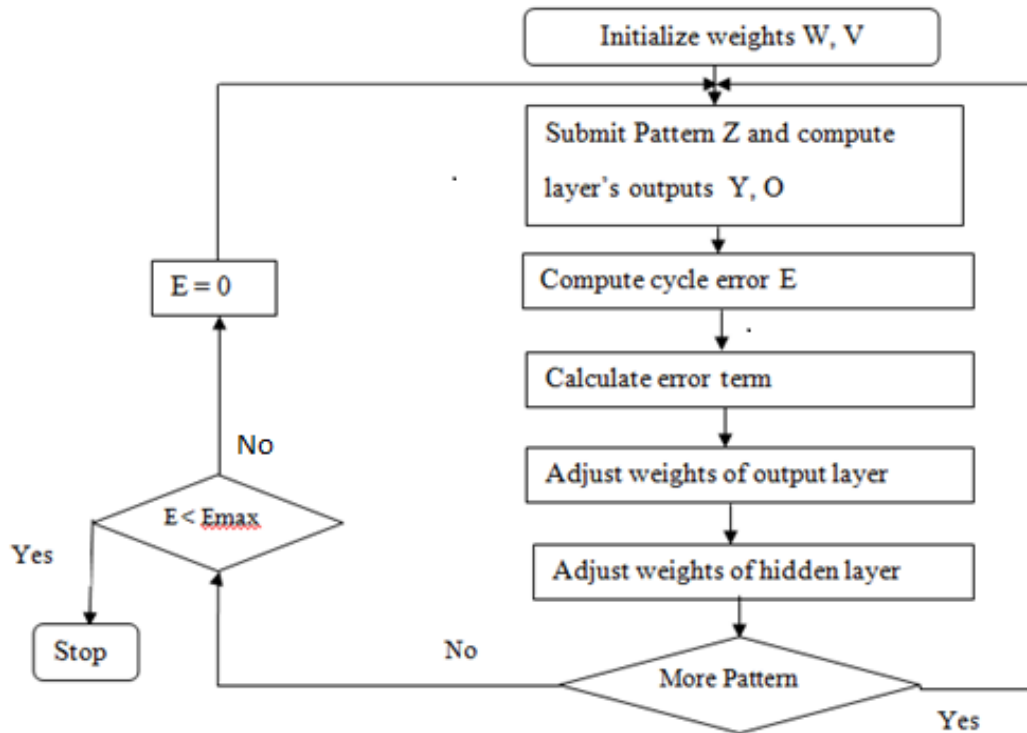 Initialize weights W, V
Submit Pattern Z and compute
layer's outputs Y, O
Compute cycle error E
Calculate error term
Adjust weights of output layer
Adjust weights of hidden layer
More Pattern
Yes
No
E < Emax
No
E = 0
Yes
Stop